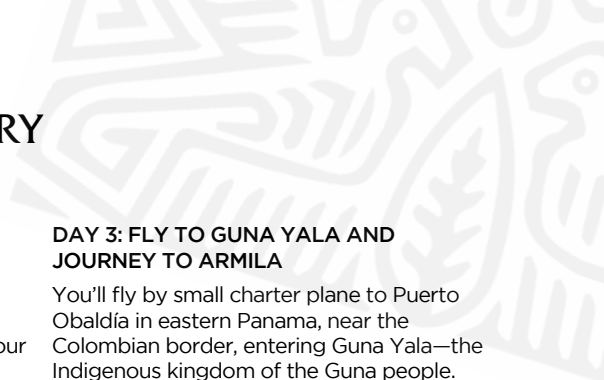 RY
DAY 3: FLY TO GUNA YALA AND
JOURNEY TO ARMILA
You’ll fly by small charter plane to Puerto
Obaldía in eastern Panama, near the
our
Colombian border, entering Guna Yala—the
Indigenous kingdom of the Guna people.